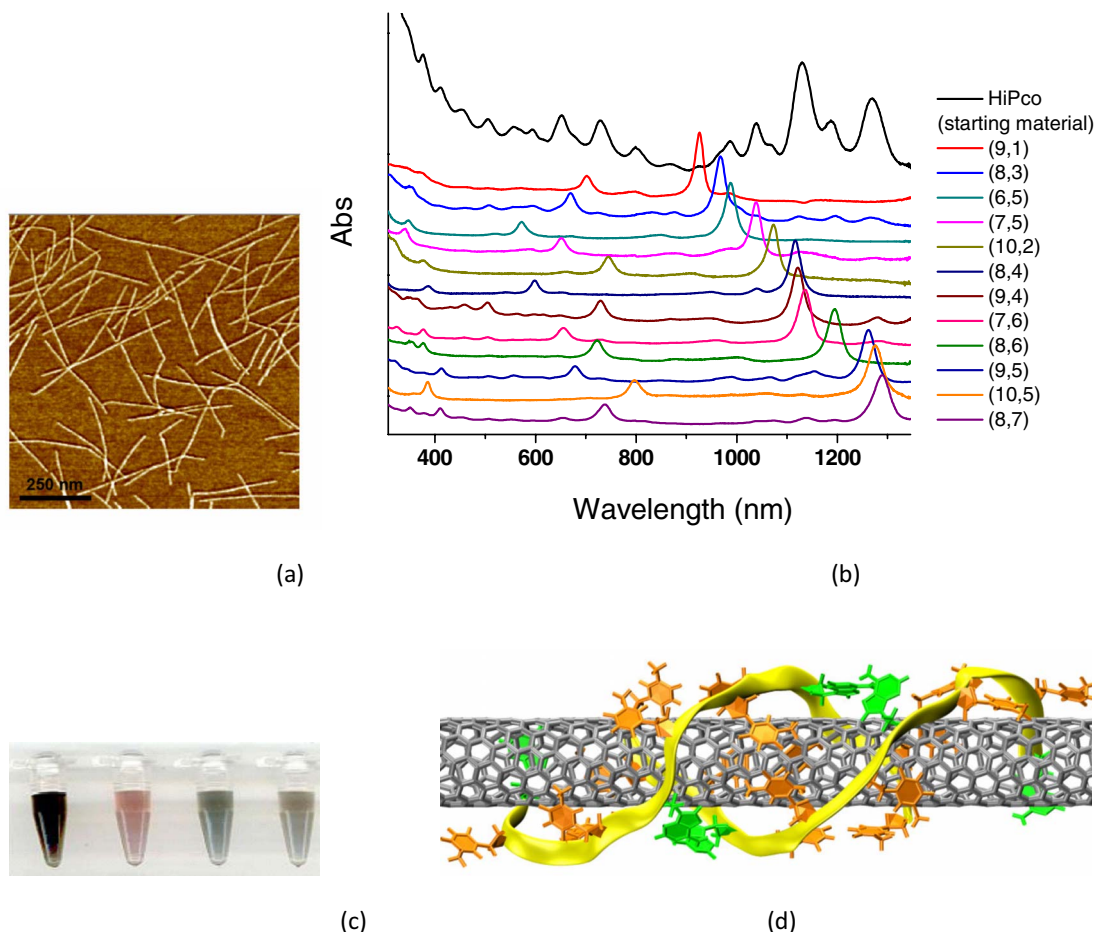 250 nm
(a)
Abs
400 600 800 1000 1200
Wavelength (nm)
HiPco
(starting material)
(9,1)
(8,3)
(6,5)
(7,5)
(10,2)
(8,4)
(9,4)
(7,6)
(8,6)
(9,5)
(10,5)
(8,7)
(b)
(c)
(d)